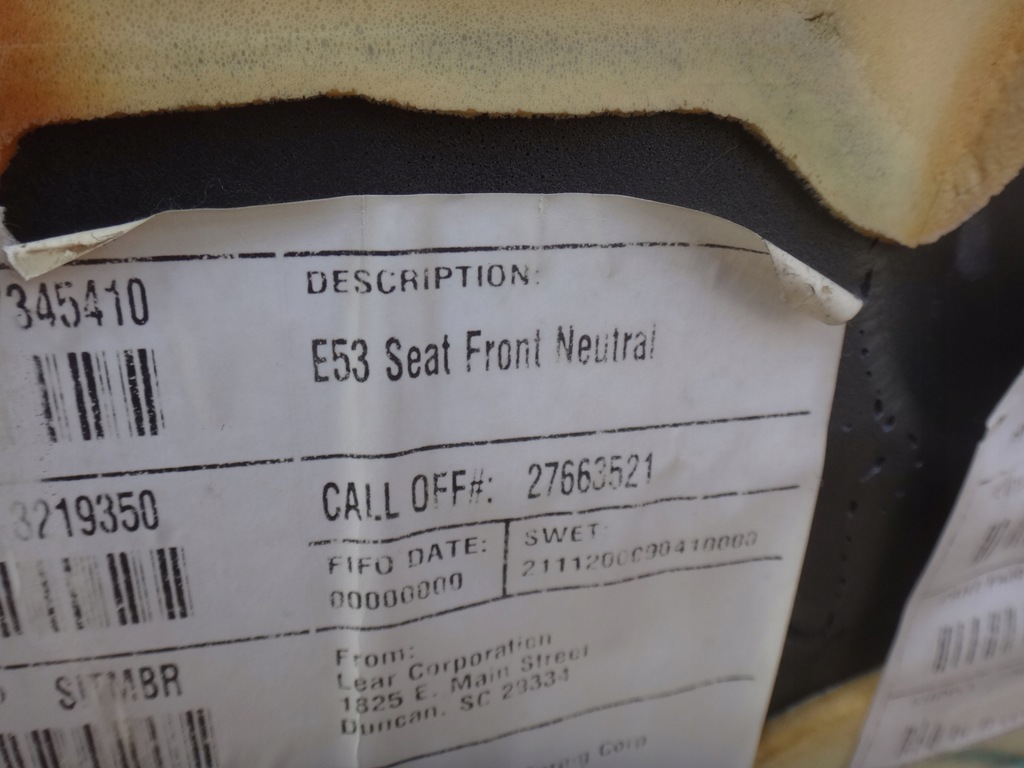 345410
DESCRIPTION:
E53 Seat Front Neutral
3219350
CALL OFF#: 27663521
FIFO DATE:
00000000
SWET:
From:
Lear Corporation
1825 E. Main Street
Duncan, SC 29334
Corp